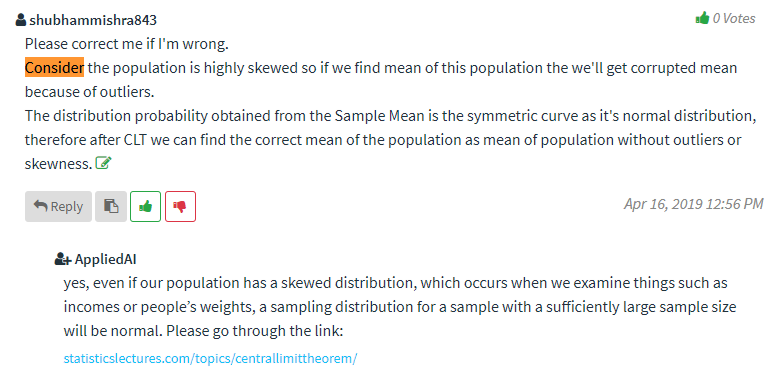 shubhammishra843
0 Votes
Please correct me if I'm wrong.
Consider the population is highly skewed so if we find mean of this population the we'll get corrupted mean
because of outliers.
The distribution probability obtained from the Sample Mean is the symmetric curve as it's normal distribution,
therefore after CLT we can find the correct mean of the population as mean of population without outliers or
skewness.
Reply
Apr 16, 2019 12:56 PM
AppliedAI
yes, even if our population has a skewed distribution, which occurs when we examine things such as
incomes or people’s weights, a sampling distribution for a sample with a sufficiently large sample size
will be normal. Please go through the link:
statisticslectures.com/topics/centrallimittheorem/